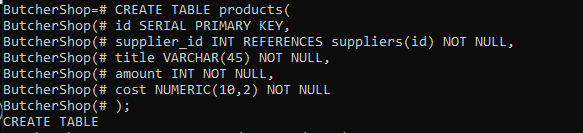 ButcherShop=# CREATE TABLE products(
ButcherShop(# id SERIAL PRIMARY KEY,
ButcherShop(# supplier_id INT REFERENCES suppliers(id) NOT NULL,
ButcherShop(# title VARCHAR(45) NOT NULL,
ButcherShop(# amount INT NOT NULL,
ButcherShop(# cost NUMERIC(10,2) NOT NULL
ButcherShop(# );
CREATE TABLE